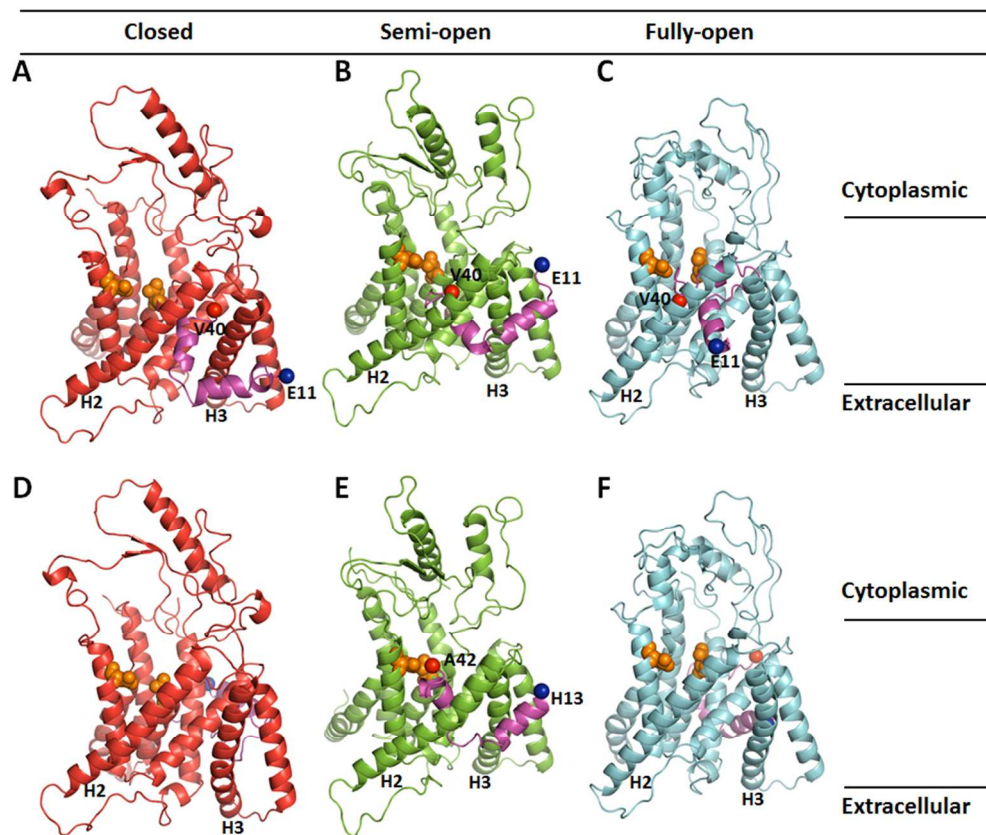 Closed Semi-open Fully-open
A B C
Cytoplasmic
V40 E11
V40
V40
E11
E11
H2 H3
H2 H3
H2 H3
Extracellular
D E F
Cytoplasmic
A42
H13
H2 H3
H2 H3
H2 H3
Extracellular